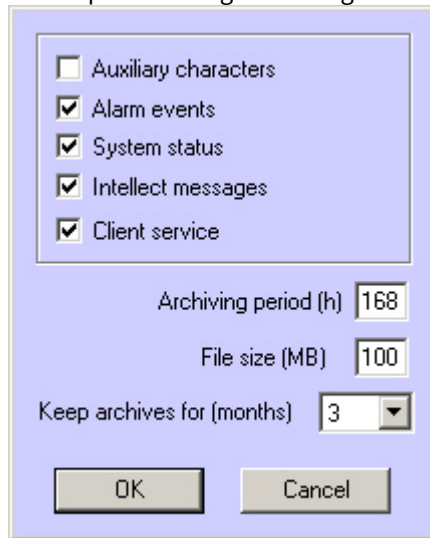 Auxiliary characters
Alarm events
System status
Intellect messages
Client service
Archiving period (h) 168
File size (MB) 100
Keep archives for (months) 3
OK Cancel